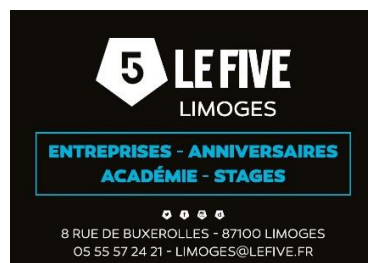 5 LE FIVE
LIMOGES
ENTREPRISES - ANNIVERSAIRES
ACADÉMIE - STAGES
8 RUE DE BUXEROLLES - 87100 LIMOGES
05 55 57 24 21 - LIMOGES@LEFIVE.FR